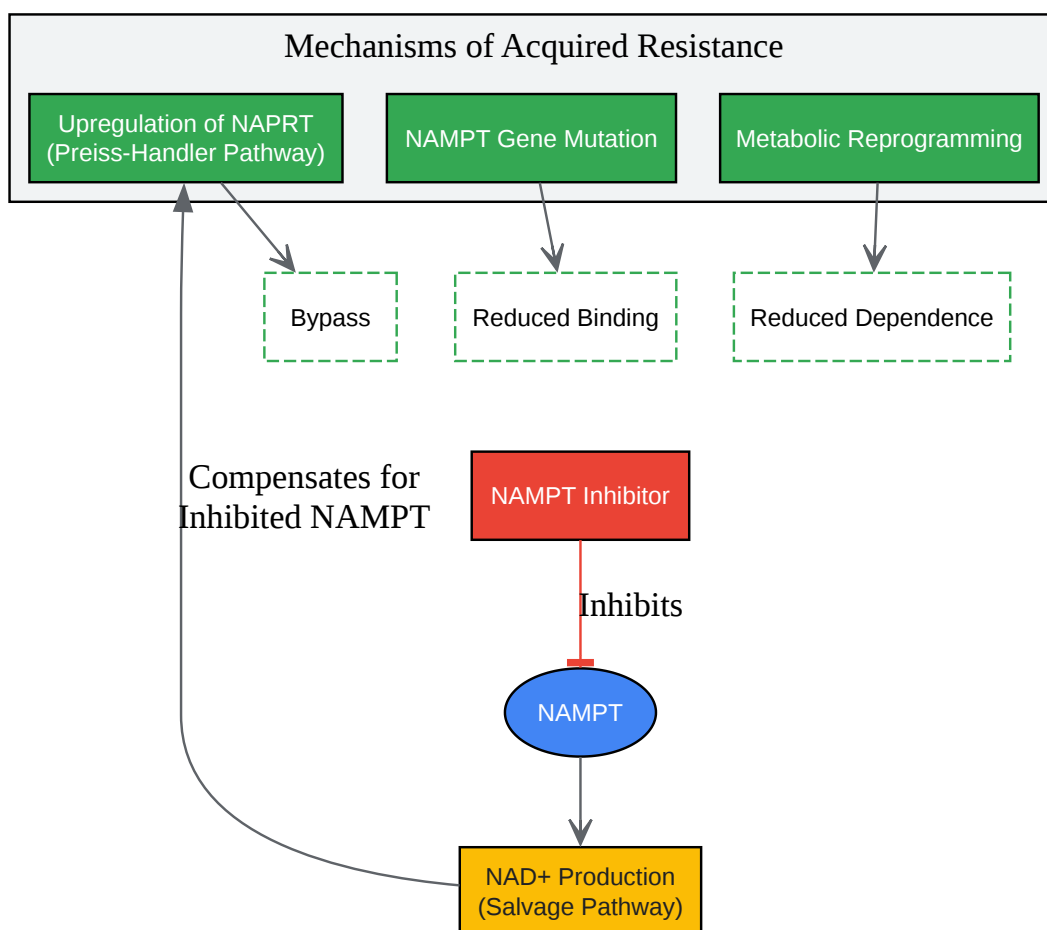 Mechanisms of Acquired Resistance
Upregulation of NAPRT
(Preiss-Handler Pathway)
NAMPT Gene Mutation
Metabolic Reprogramming
Bypass
Reduced Binding
Reduced Dependence
Compensates for
Inhibited NAMPT
NAMPT Inhibitor
Inhibits
NAMPT
NAD+ Production
(Salvage Pathway)